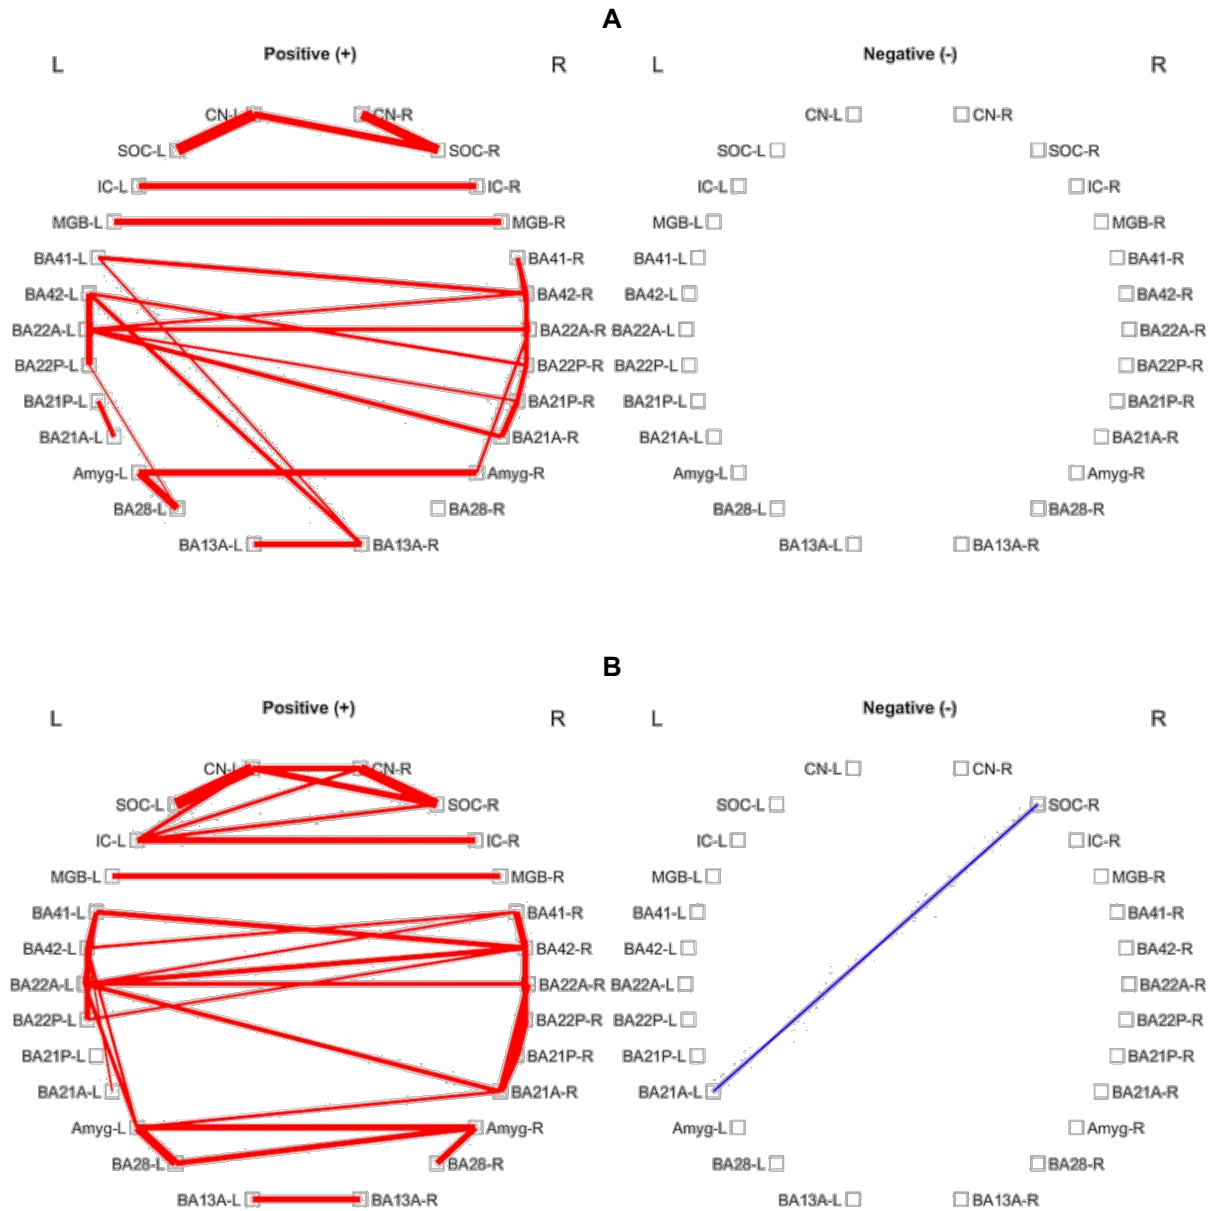 A
Positive (+) Negative (-)
L R L R
CN-L CN-R CN-L CN-R
SOC-L SOC-R SOC-L SOC-R
IC-L IC-R IC-L IC-R
MGB-L MGB-R MGB-L MGB-R
BA41-L BA41-R BA41-L BA41-R
BA42-L BA42-R BA42-L BA42-R
BA22A-L BA22A-R BA22A-L BA22A-R
BA22P-L BA22P-R BA22P-L BA22P-R
BA21P-L BA21P-R BA21P-L BA21P-R
BA21A-L BA21A-R BA21A-L BA21A-R
Amyg-L Amyg-R Amyg-L Amyg-R
BA28-L BA28-R BA28-L BA28-R
BA13A-L BA13A-R BA13A-L BA13A-R
B
Positive (+) Negative (-)
L R L R
CN-L CN-R CN-L CN-R
SOC-L SOC-R SOC-L SOC-R
IC-L IC-R IC-L IC-R
MGB-L MGB-R MGB-L MGB-R
BA41-L BA41-R BA41-L BA41-R
BA42-L BA42-R BA42-L BA42-R
BA22A-L BA22A-R BA22A-L BA22A-R
BA22P-L BA22P-R BA22P-L BA22P-R
BA21P-L BA21P-R BA21P-L BA21P-R
BA21A-L BA21A-R BA21A-L BA21A-R
Amyg-L Amyg-R Amyg-L Amyg-R
BA28-L BA28-R BA28-L BA28-R
BA13A-L BA13A-R BA13A-L BA13A-R